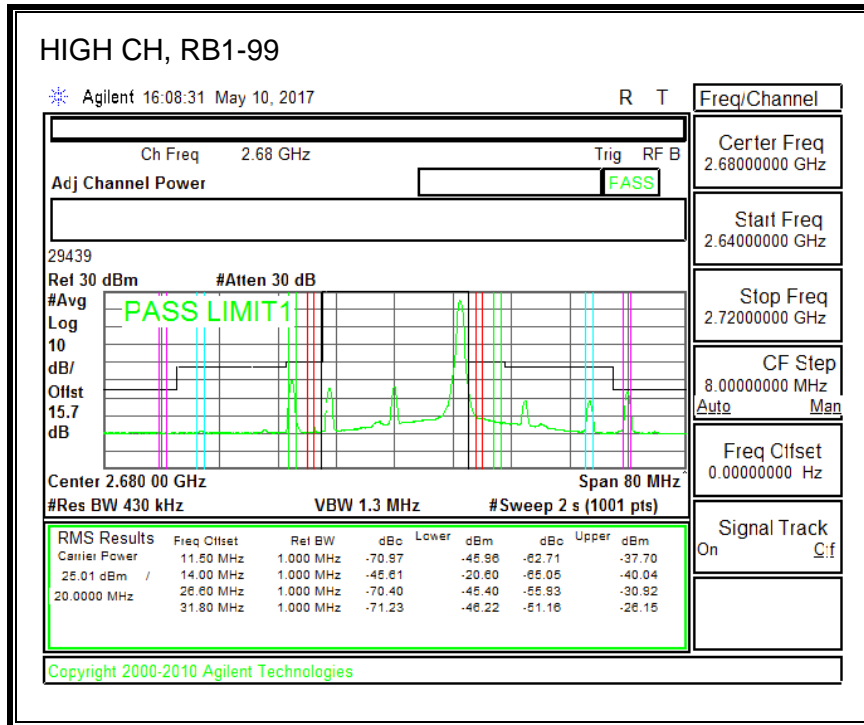 HIGH CH, RB1-99
Agilent 16:08:31 May 10, 2017 R T
Ch Freq 2.68 GHz Trig RF B
Adj Channel Power FASS
29439
Ref 30 dBm #Atten 30 dB
#Avg
Log
10
dB/
Offst
15.7
dB
PASS LIMIT1
Center 2.680 00 GHz Span 80 MHz
#Res BW 430 kHz VBW 1.3 MHz #Sweep 2 s (1001 pts)
RMS Results Freq Offset Ref BW dBc Lower dBm dBc Upper dBm
Carrier Power 11.50 MHz 1.000 MHz -70.97 -45.96 -62.71 -37.70
25.01 dBm / 14.00 MHz 1.000 MHz -45.61 -20.60 -65.05 -40.04
20.0000 MHz 26.60 MHz 1.000 MHz -70.40 -45.40 -55.93 -30.92
31.80 MHz 1.000 MHz -71.23 -46.22 -51.16 -26.15
Copyright 2000-2010 Agilent Technologies
Freq/Channel
Center Freq
2.68000000 GHz
Start Freq
2.64000000 GHz
Stop Freq
2.72000000 GHz
CF Step
8.00000000 MHz
Auto Man
Freq Offset
0.00000000 Hz
Signal Track
On Off